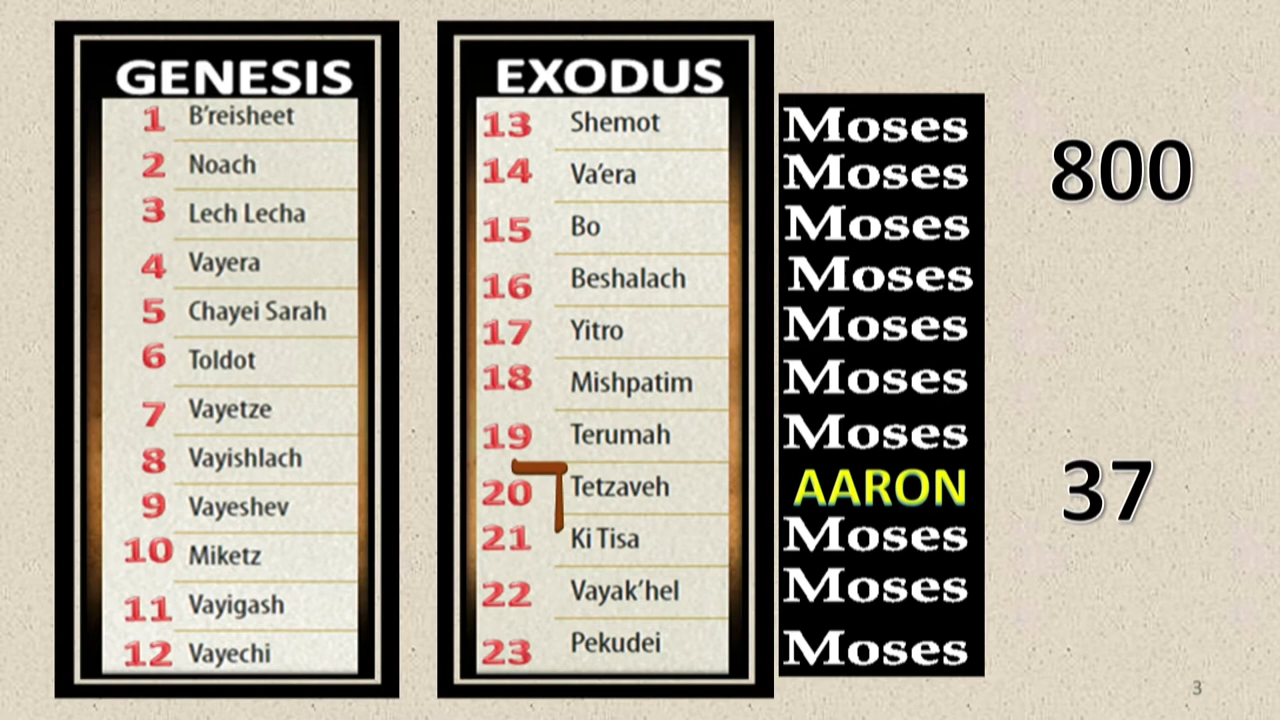 GENESIS
1 B'reisheet
2 Noach
3 Lech Lecha
4 Vayera
5 Chayei Sarah
6 Toldot
7 Vayetze
8 Vayishlach
9 Vayeshev
10 Miketz
11 Vayigash
12 Vayechi
EXODUS
13 Shemot
14 Va'era
15 Bo
16 Beshalach
17 Yitro
18 Mishpatim
19 Terumah
20 Tetzaveh
21 Ki Tisa
22 Vayak'hel
23 Pekudei
Moses
Moses
Moses
Moses
Moses
Moses
Moses
AARON
Moses
Moses
Moses
800
37
3